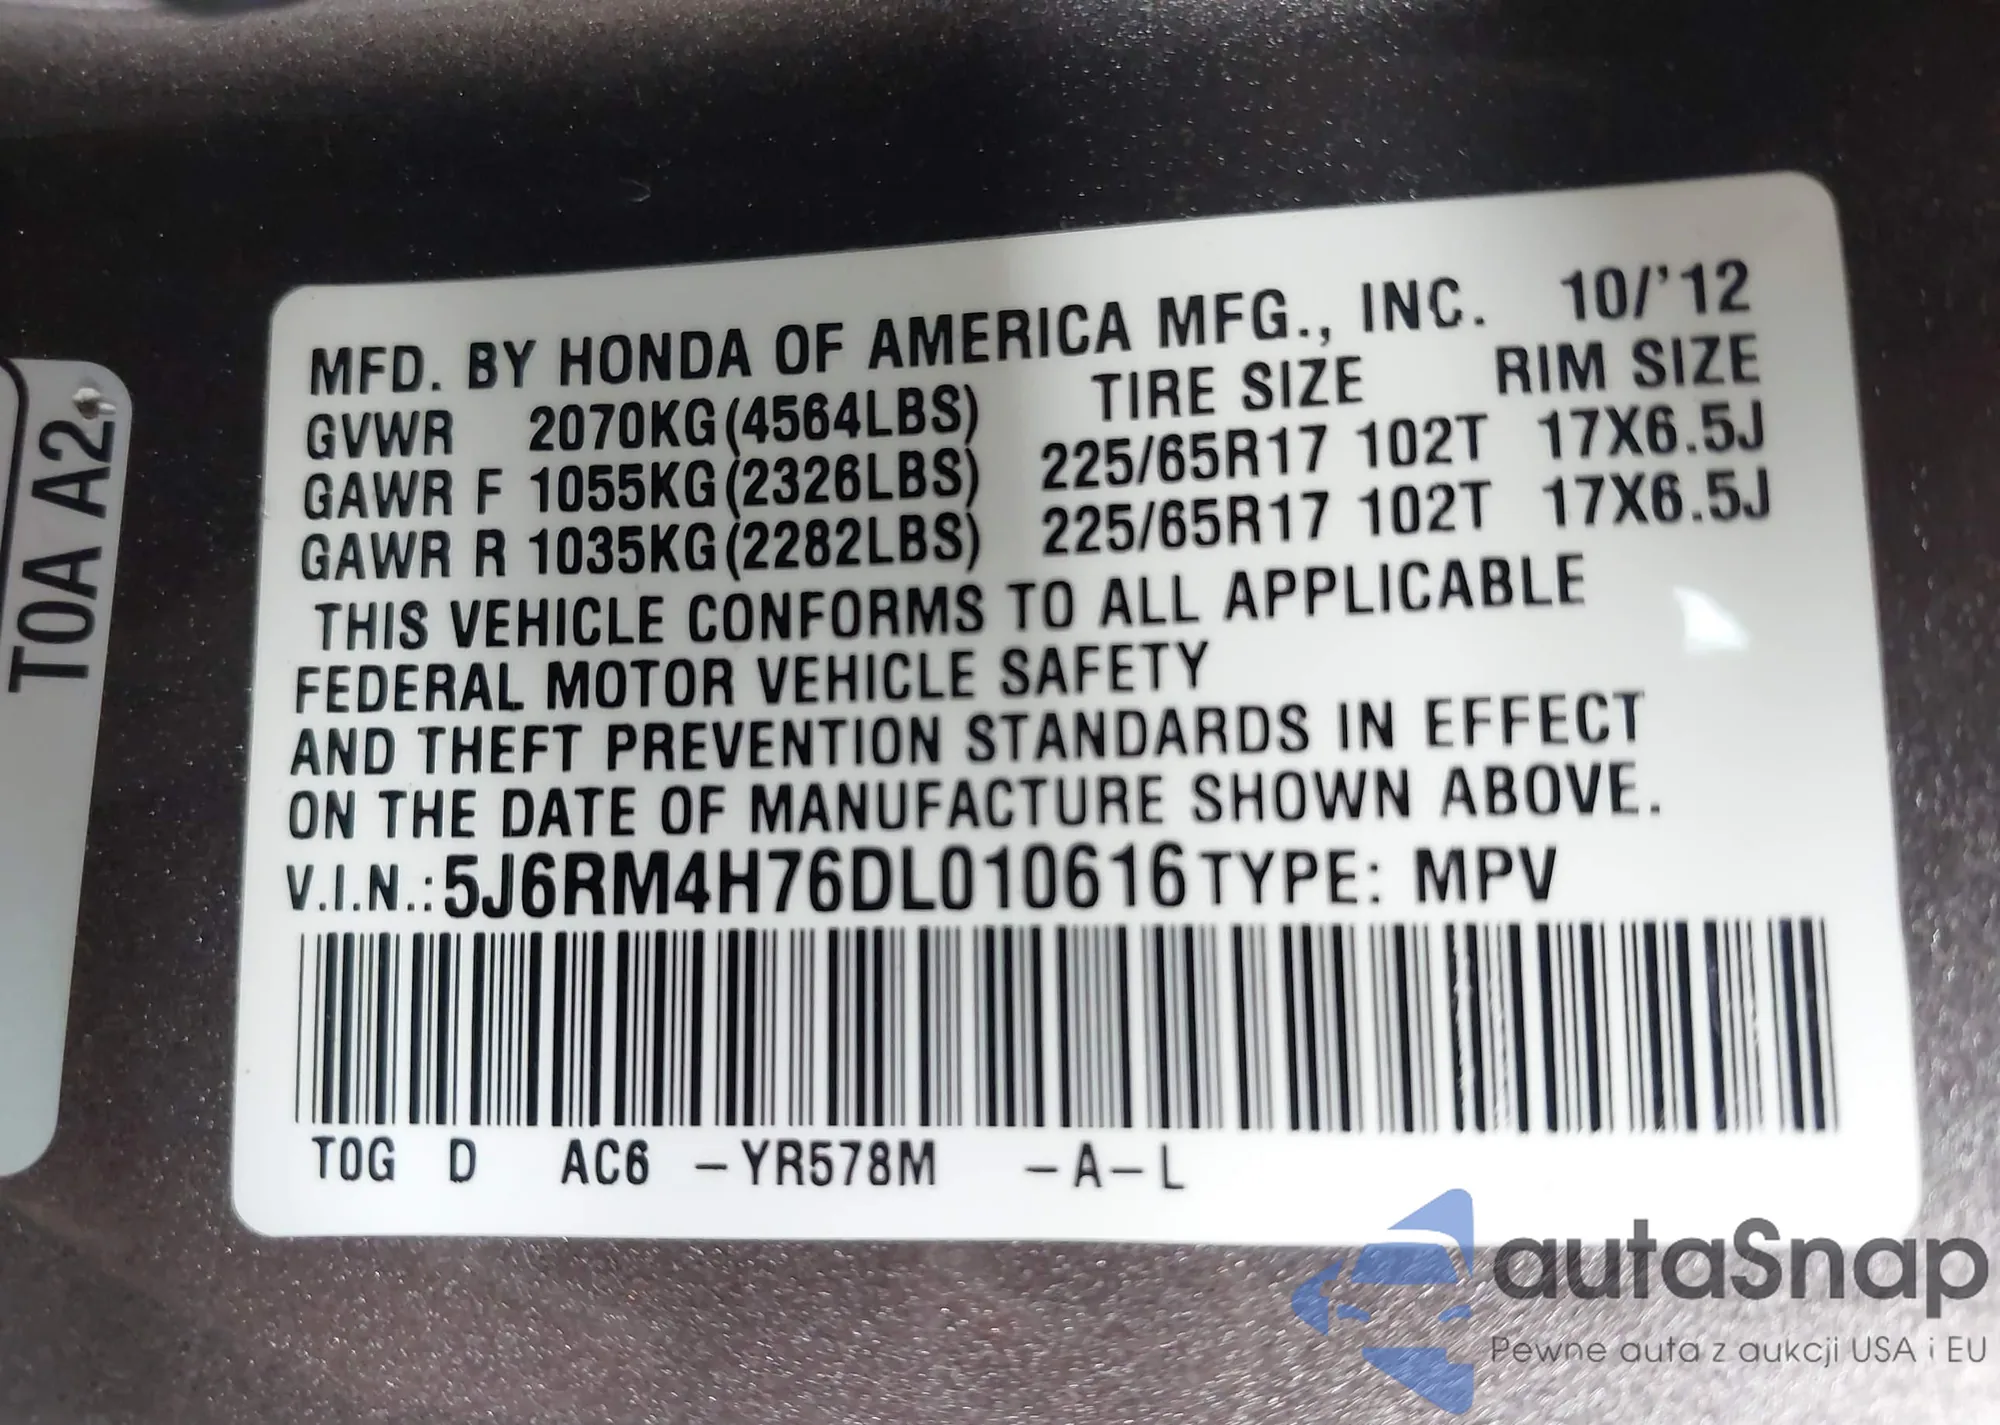 MFD. BY HONDA OF AMERICA MFG., INC. 10/'12
GVWR 2070KG(4564LBS) TIRE SIZE RIM SIZE
GAWR F 1055KG(2326LBS) 225/65R17 102T 17X6.5J
GAWR R 1035KG(2282LBS) 225/65R17 102T 17X6.5J
THIS VEHICLE CONFORMS TO ALL APPLICABLE
FEDERAL MOTOR VEHICLE SAFETY
AND THEFT PREVENTION STANDARDS IN EFFECT
ON THE DATE OF MANUFACTURE SHOWN ABOVE.
V.I.N.:5J6RM4H76DL010616 TYPE: MPV
T0G D AC6 -YR578M -A-L
T0A A2
autaSnap
Pewne auta z aukcji USA i EU